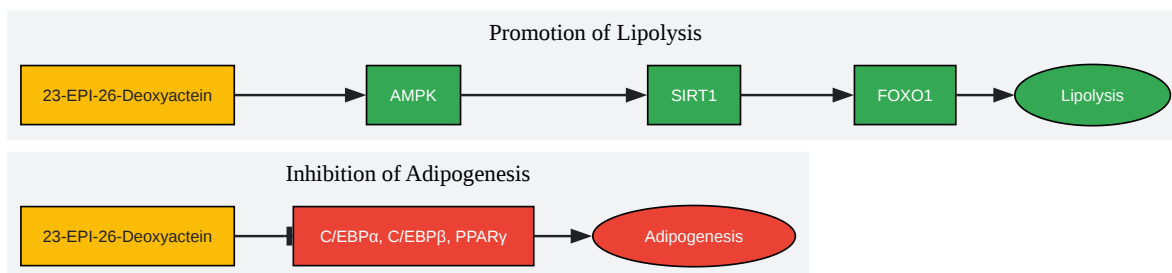 Promotion of Lipolysis
23-EPI-26-Deoxyactein
AMPK
SIRT1
FOXO1
Lipolysis
Inhibition of Adipogenesis
23-EPI-26-Deoxyactein
C/EBPα, C/EBPβ, PPARγ
Adipogenesis